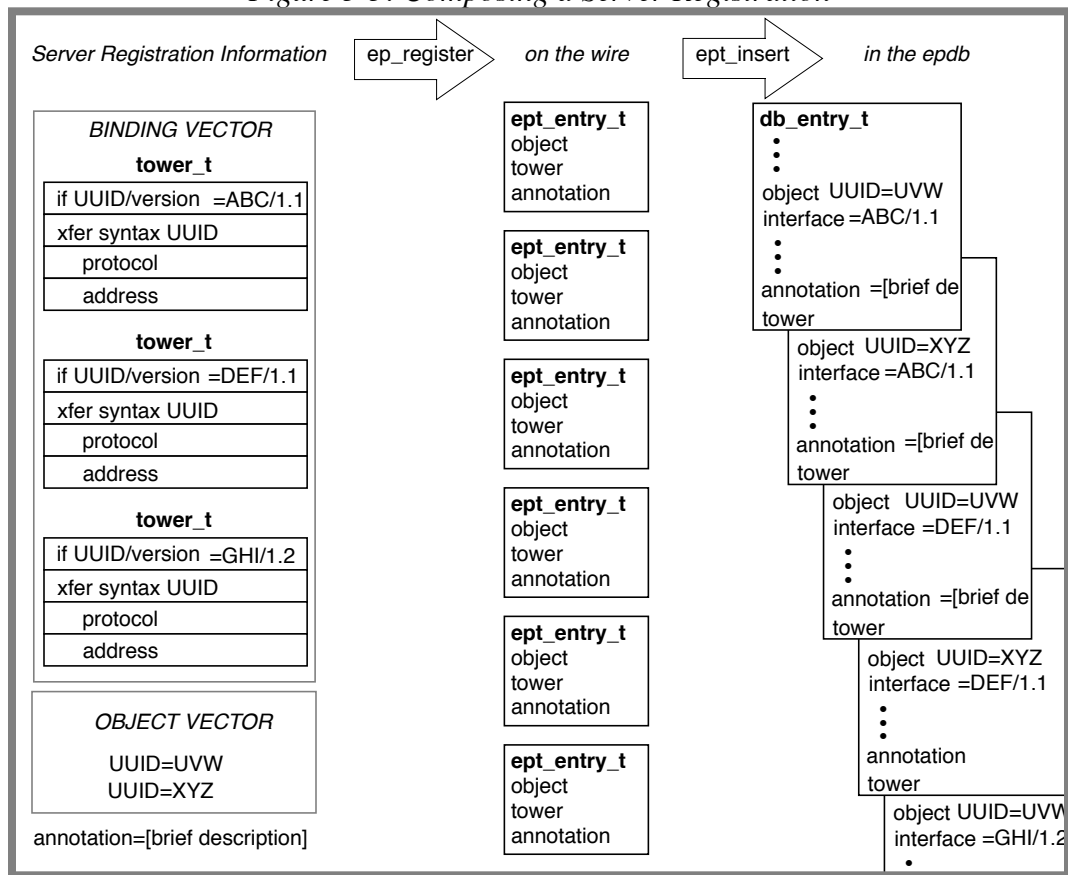 Server Registration Information
ep_register
on the wire
ept_insert
in the epdb
BINDING VECTOR
tower_t
if UUID/version =ABC/1.1
xfer syntax UUID
protocol
address
tower_t
if UUID/version =DEF/1.1
xfer syntax UUID
protocol
address
tower_t
if UUID/version =GHI/1.2
xfer syntax UUID
protocol
address
OBJECT VECTOR
UUID=UVW
UUID=XYZ
annotation=[brief description]
ept_entry_t
object
tower
annotation
ept_entry_t
object
tower
annotation
ept_entry_t
object
tower
annotation
ept_entry_t
object
tower
annotation
ept_entry_t
object
tower
annotation
ept_entry_t
object
tower
annotation
db_entry_t
object UUID=UVW
interface =ABC/1.1
annotation =[brief de
tower
object UUID=XYZ
interface =ABC/1.1
annotation =[brief de
tower
object UUID=UVW
interface =DEF/1.1
annotation =[brief de
tower
object UUID=XYZ
interface =DEF/1.1
annotation
tower
object UUID=UVW
interface =GHI/1.2